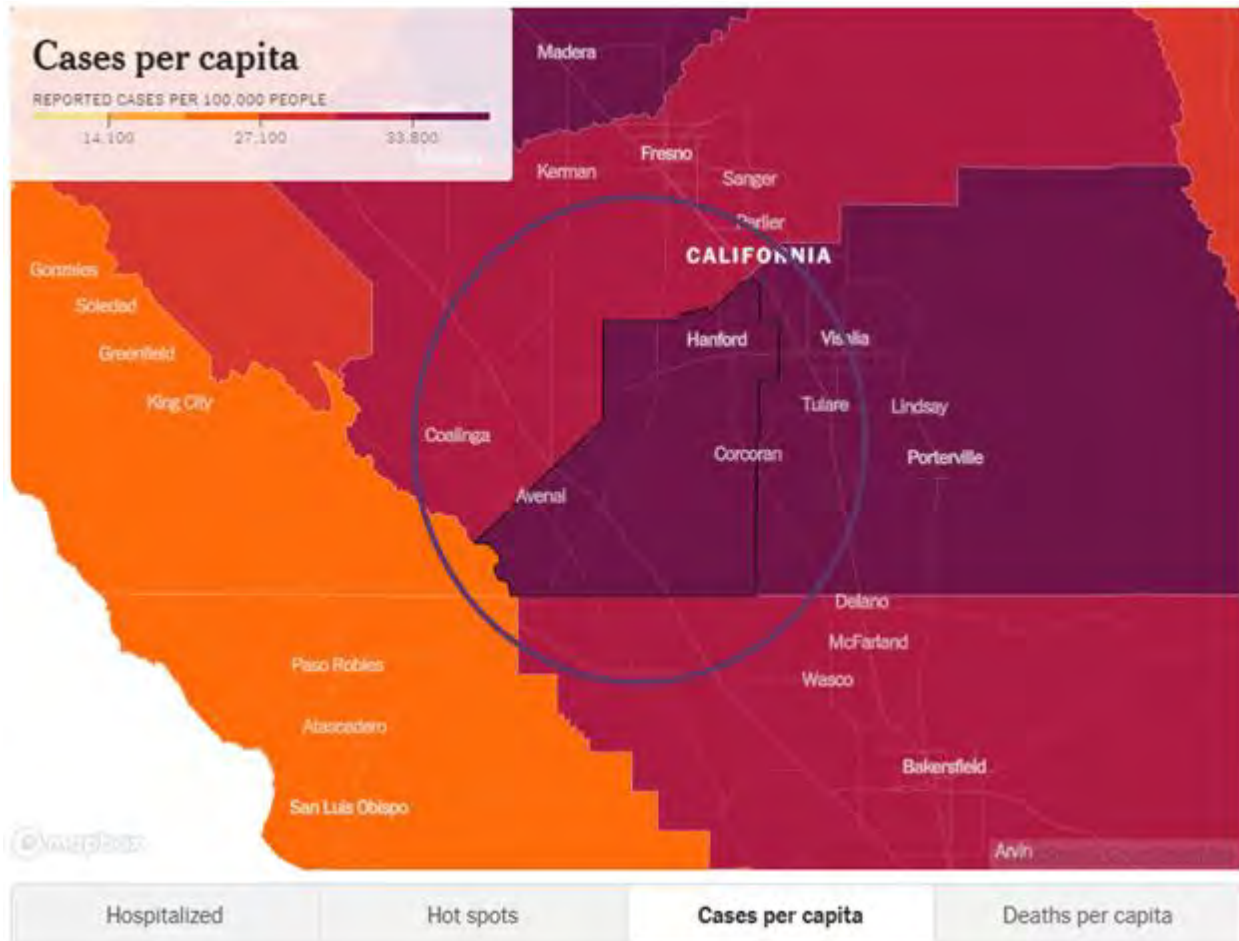 Cases per capita
REPORTED CASES PER 100,000 PEOPLE
14,100 27,100 33,800
Madera
Fresno
Kerman
Sanger
Parlier
CALIFORNIA
Gonzales
Soledad
Hanford
Visalia
Greenfield
King City
Tulare
Lindsay
Coalinga
Corcoran
Porterville
Avenal
Delano
McFarland
Paso Robles
Wasco
Atascadero
Bakersfield
San Luis Obispo
mapbox
Arvin
Hospitalized Hot spots Cases per capita Deaths per capita